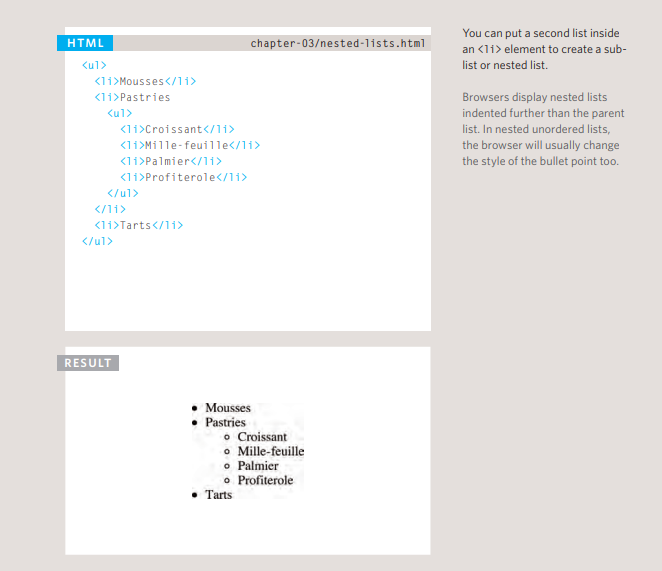 HTML
chapter-03/nested-lists.html
<ul>
<li>Mousses</li>
<li>Pastries
<ul>
<li>Croissant</li>
<li>Mille-feuille</li>
<li>Palmier</li>
<li>Profiterole</li>
</ul>
</li>
<li>Tarts</li>
</ul>
RESULT
Mousses
Pastries
Croissant
Mille-feuille
Palmier
Profiterole
Tarts
You can put a second list inside
an <li> element to create a sub-
list or nested list.
Browsers display nested lists
indented further than the parent
list. In nested unordered lists,
the browser will usually change
the style of the bullet point too.